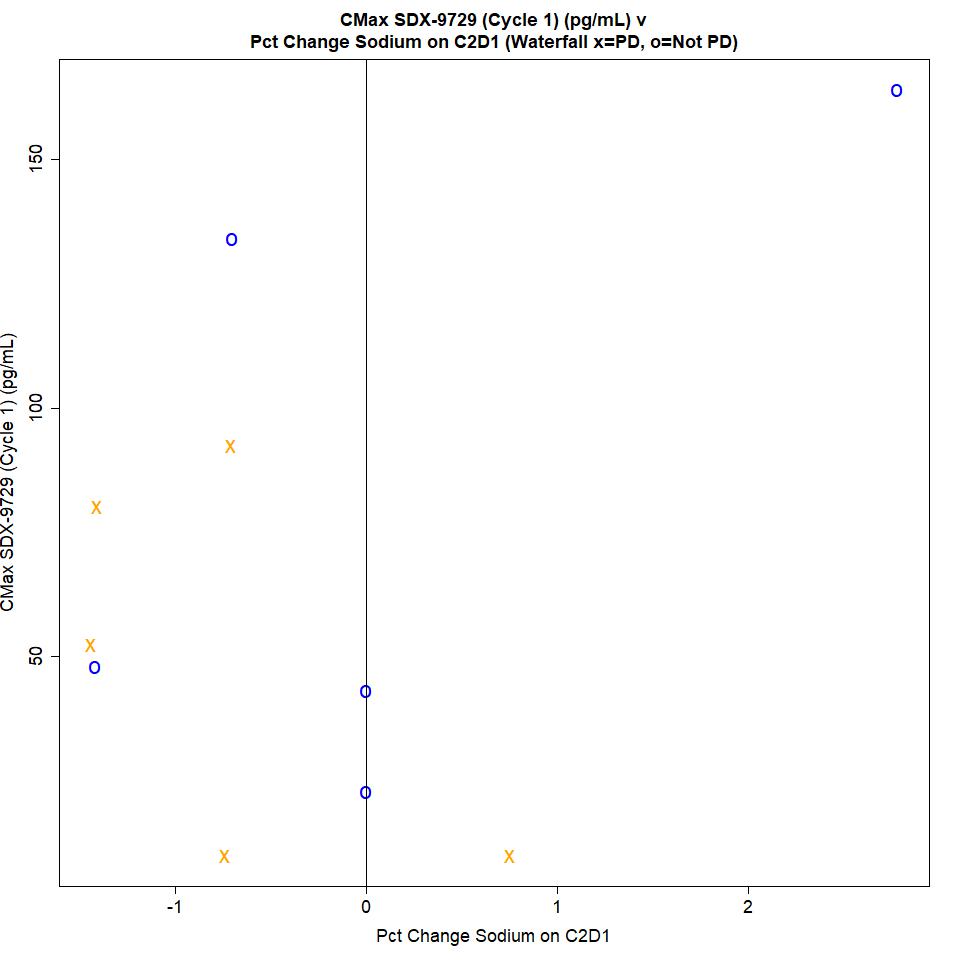 CMax SDX-9729 (Cycle 1) (pg/mL) v
Pct Change Sodium on C2D1 (Waterfall x=PD, o=Not PD)
CMax SDX-9729 (Cycle 1) (pg/mL)
150
100
50
O
O
X
X
X
O
O
O
X
X
-1
0
1
2
Pct Change Sodium on C2D1